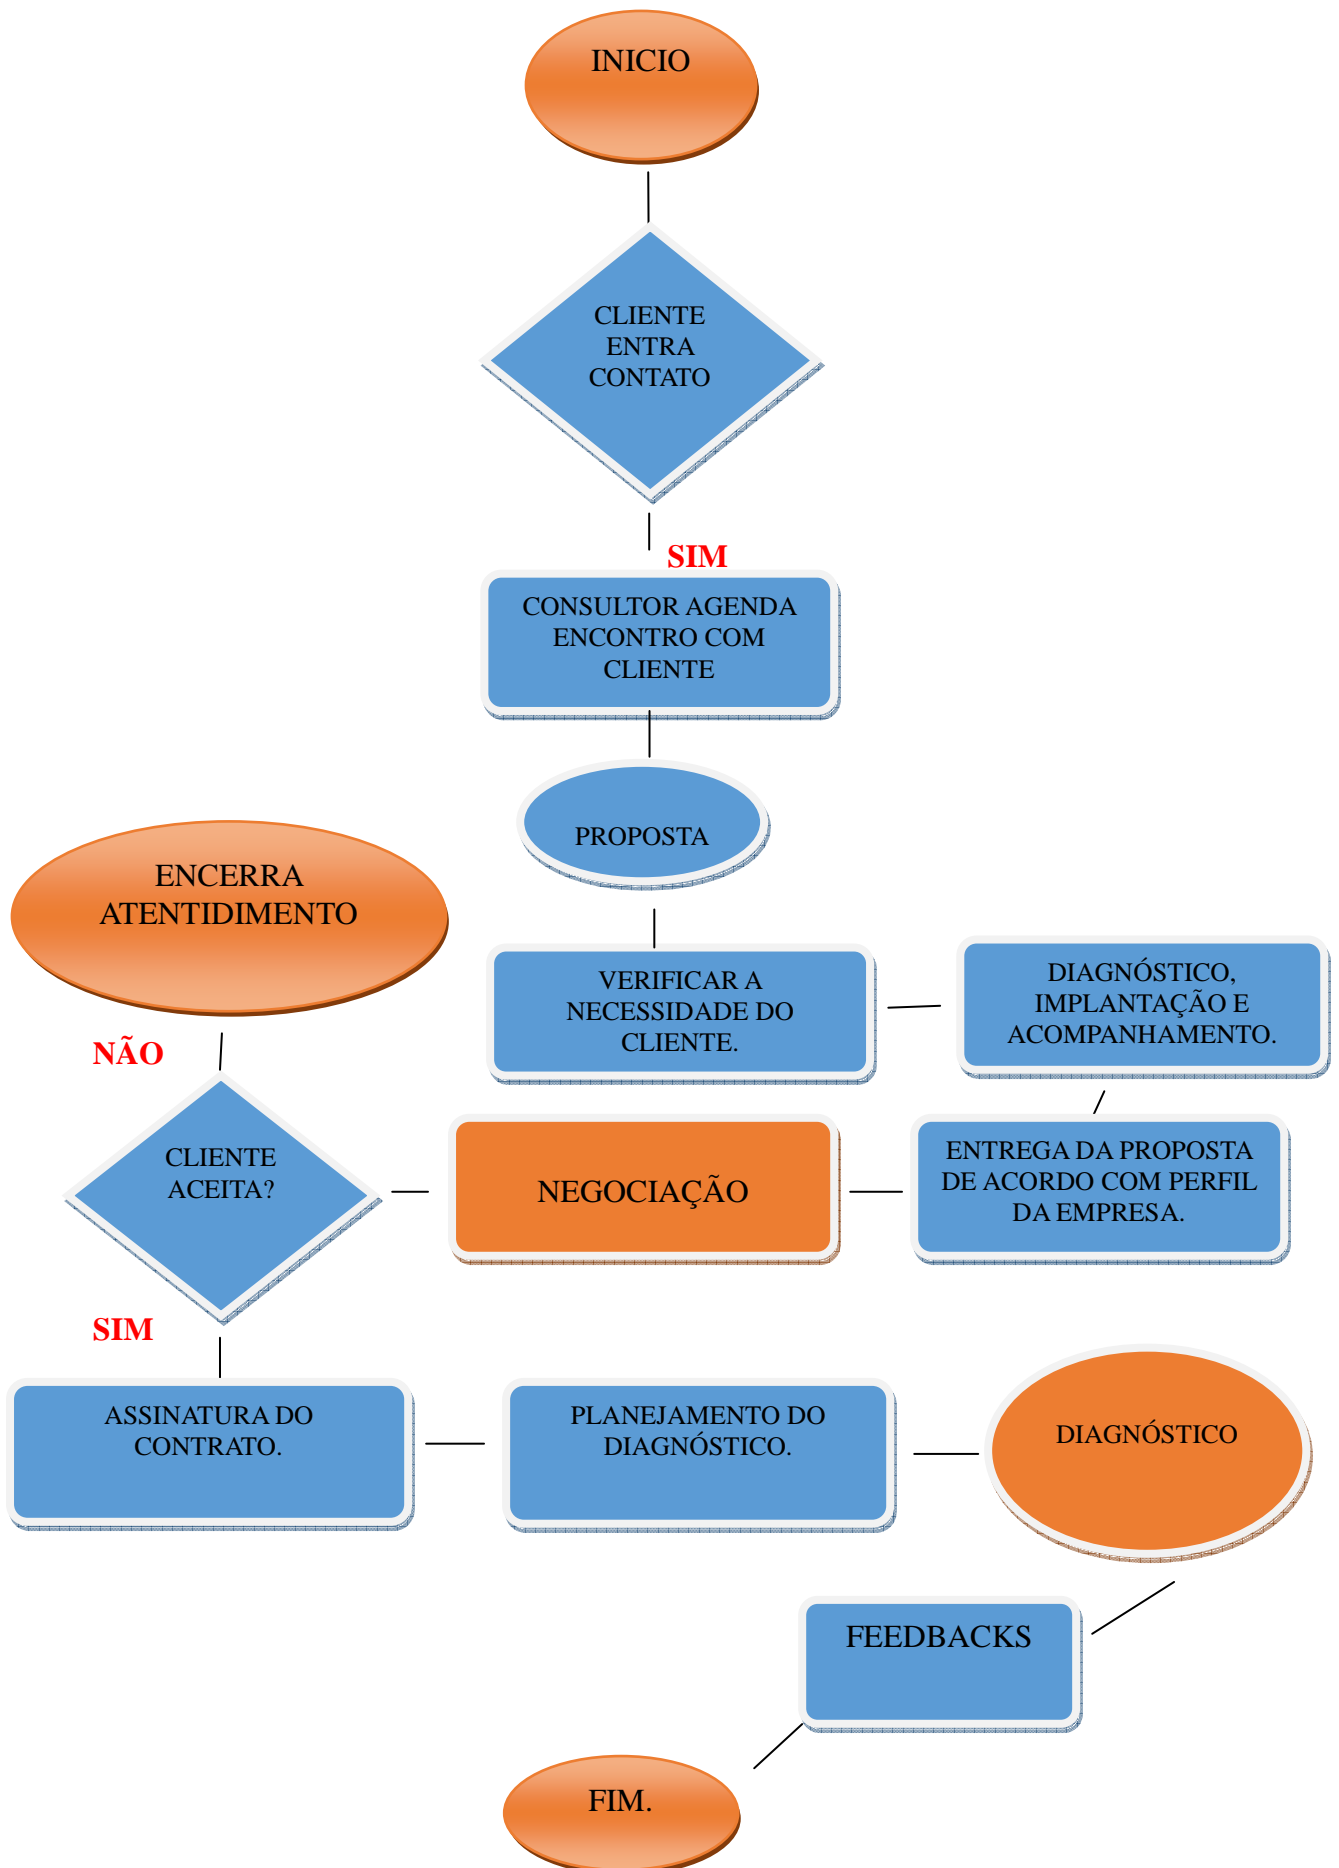 INICIO
CLIENTE
ENTRA
CONTATO
SIM
CONSULTOR AGENDA
ENCONTRO COM
CLIENTE
PROPOSTA
ENCERRA
ATENTIDIMENTO
VERIFICAR A
NECESSIDADE DO
CLIENTE.
DIAGNÓSTICO,
IMPLANTAÇÃO E
ACOMPANHAMENTO.
NÃO
CLIENTE
ACEITA?
NEGOCIAÇÃO
ENTREGA DA PROPOSTA
DE ACORDO COM PERFIL
DA EMPRESA.
SIM
ASSINATURA DO
CONTRATO.
PLANEJAMENTO DO
DIAGNÓSTICO.
DIAGNÓSTICO
FEEDBACKS
FIM.